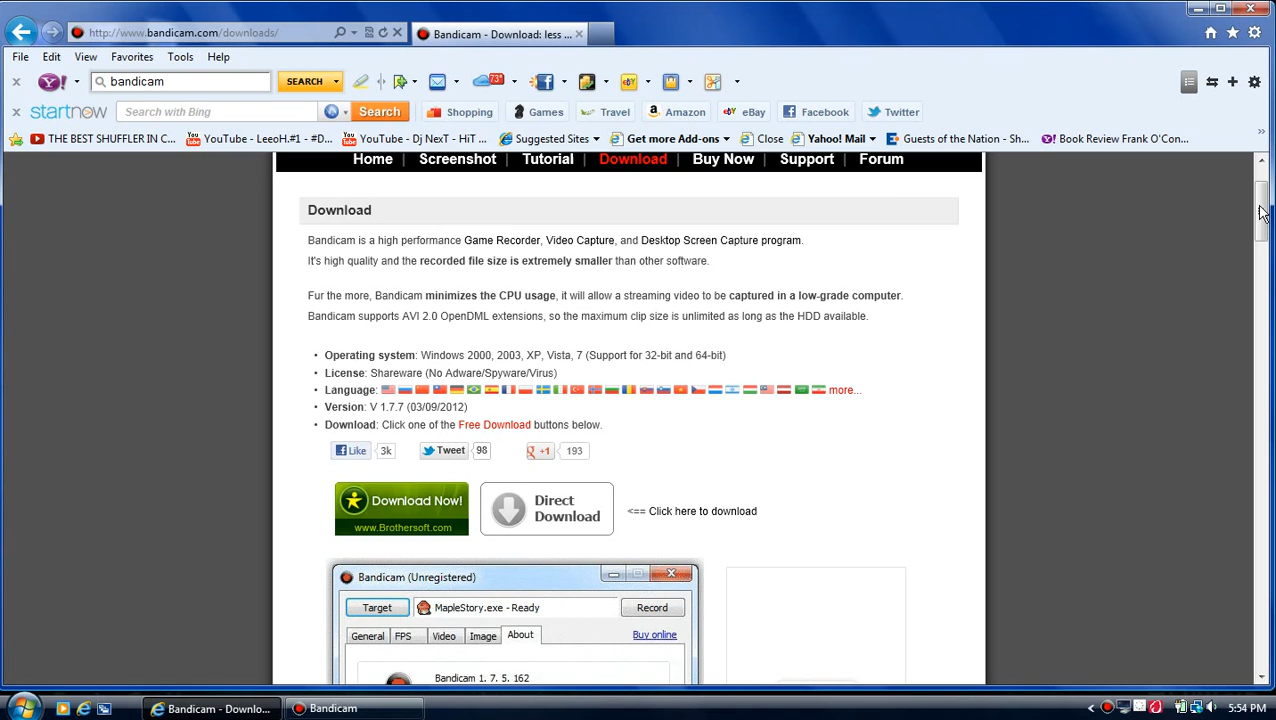 http://www.bandicam.com/downloads/
Bandicam - Download: less ...
File Edit View Favorites Tools Help
Y! bandicam SEARCH 73°
startnow Search with Bing Search Shopping Games Travel Amazon eBay Facebook Twitter
THE BEST SHUFFLER IN C... YouTube - LeeoH.#1 - #D... YouTube - Dj NexT - HiT ... Suggested Sites Get more Add-ons Close Yahoo! Mail Guests of the Nation - Sh... Book Review Frank O'Con...
Home | Screenshot | Tutorial | Download | Buy Now | Support | Forum
Download
Bandicam is a high performance Game Recorder, Video Capture, and Desktop Screen Capture program.
It's high quality and the recorded file size is extremely smaller than other software.
Fur the more, Bandicam minimizes the CPU usage, it will allow a streaming video to be captured in a low-grade computer.
Bandicam supports AVI 2.0 OpenDML extensions, so the maximum clip size is unlimited as long as the HDD available.
• Operating system: Windows 2000, 2003, XP, Vista, 7 (Support for 32-bit and 64-bit)
• License: Shareware (No Adware/Spyware/Virus)
• Language: more...
• Version: V 1.7.7 (03/09/2012)
• Download: Click one of the Free Download buttons below.
Like 3k Tweet 98 +1 193
Download Now!
www.Brothersoft.com
Direct
Download
<== Click here to download
Bandicam (Unregistered)
Target MapleStory.exe - Ready Record
General FPS Video Image About Buy online
Bandicam 1. 7. 5. 162
Bandicam - Downlo... Bandicam 5:54 PM